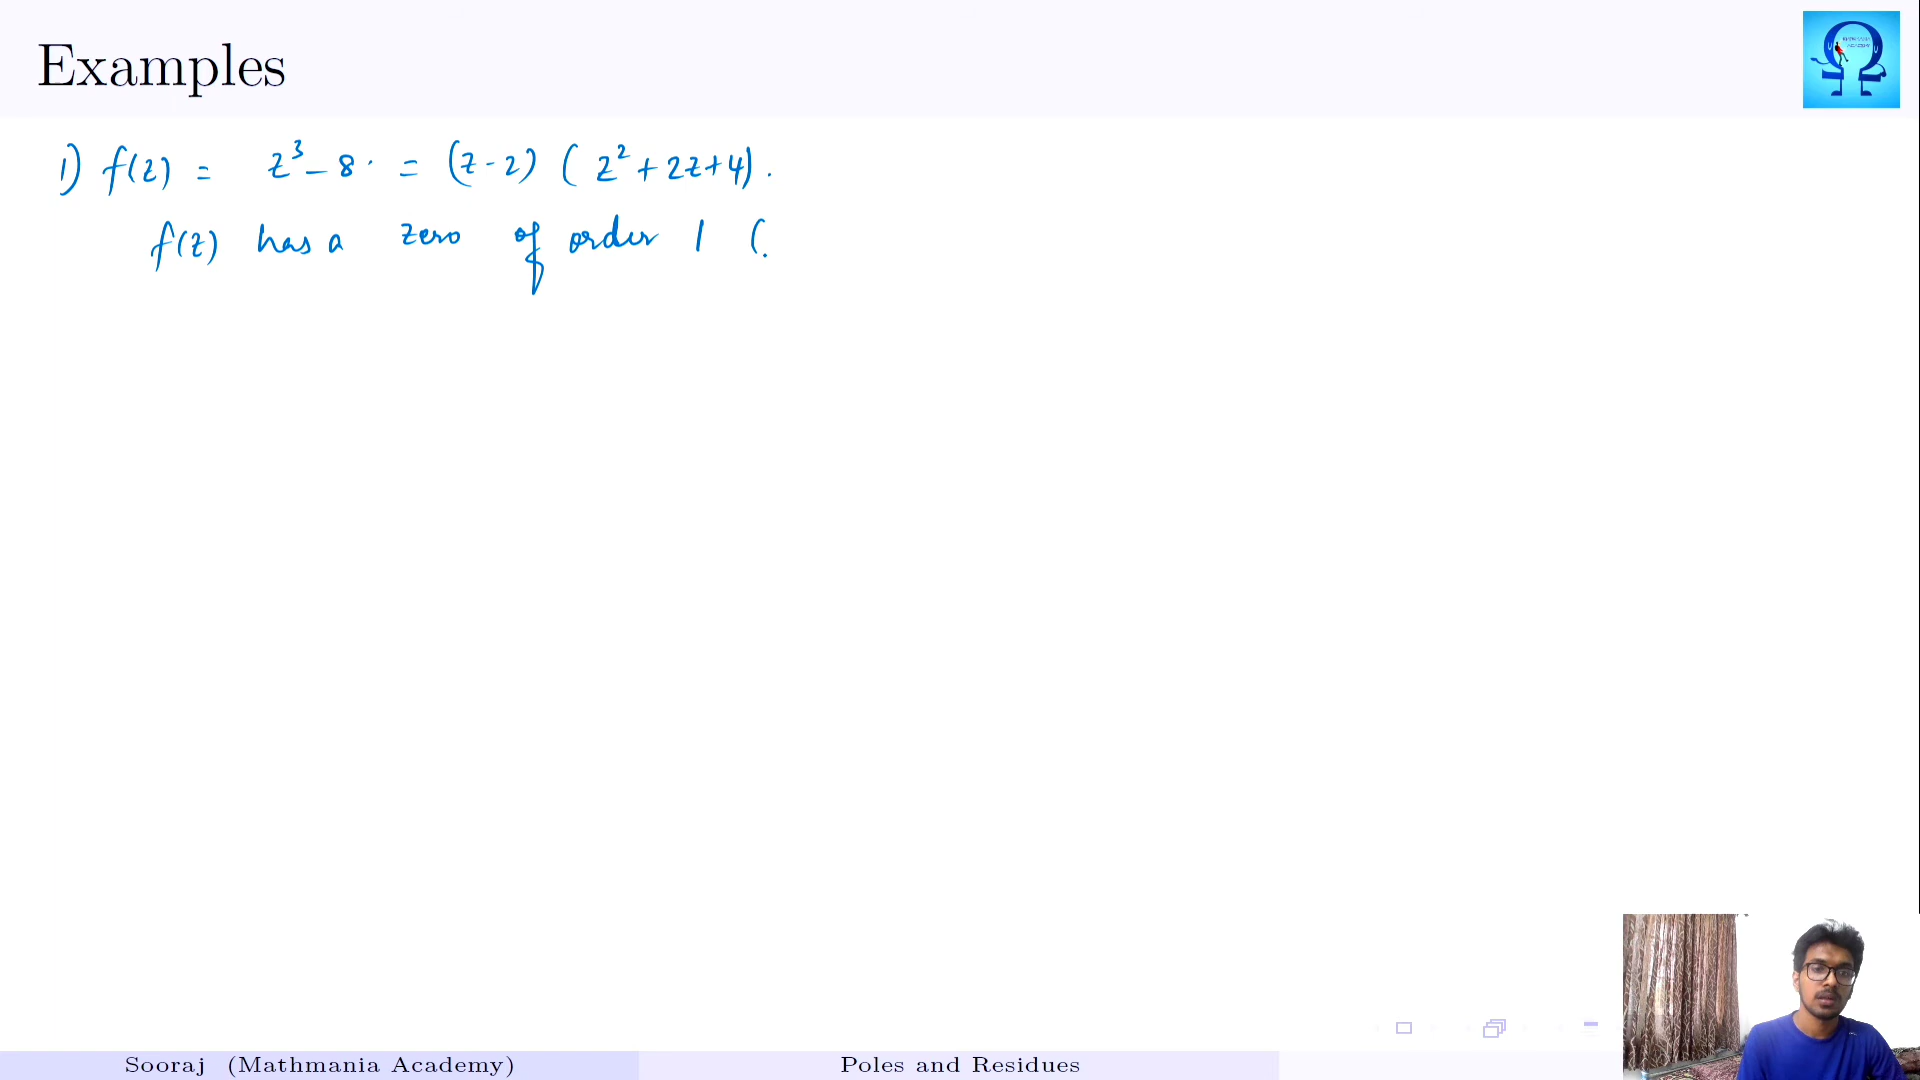 Examples
1) f(z) = z³ - 8 . = (z-2) ( z² + 2z + 4) .
f(z) has a zero of order 1 (.
Sooraj (Mathmania Academy) Poles and Residues